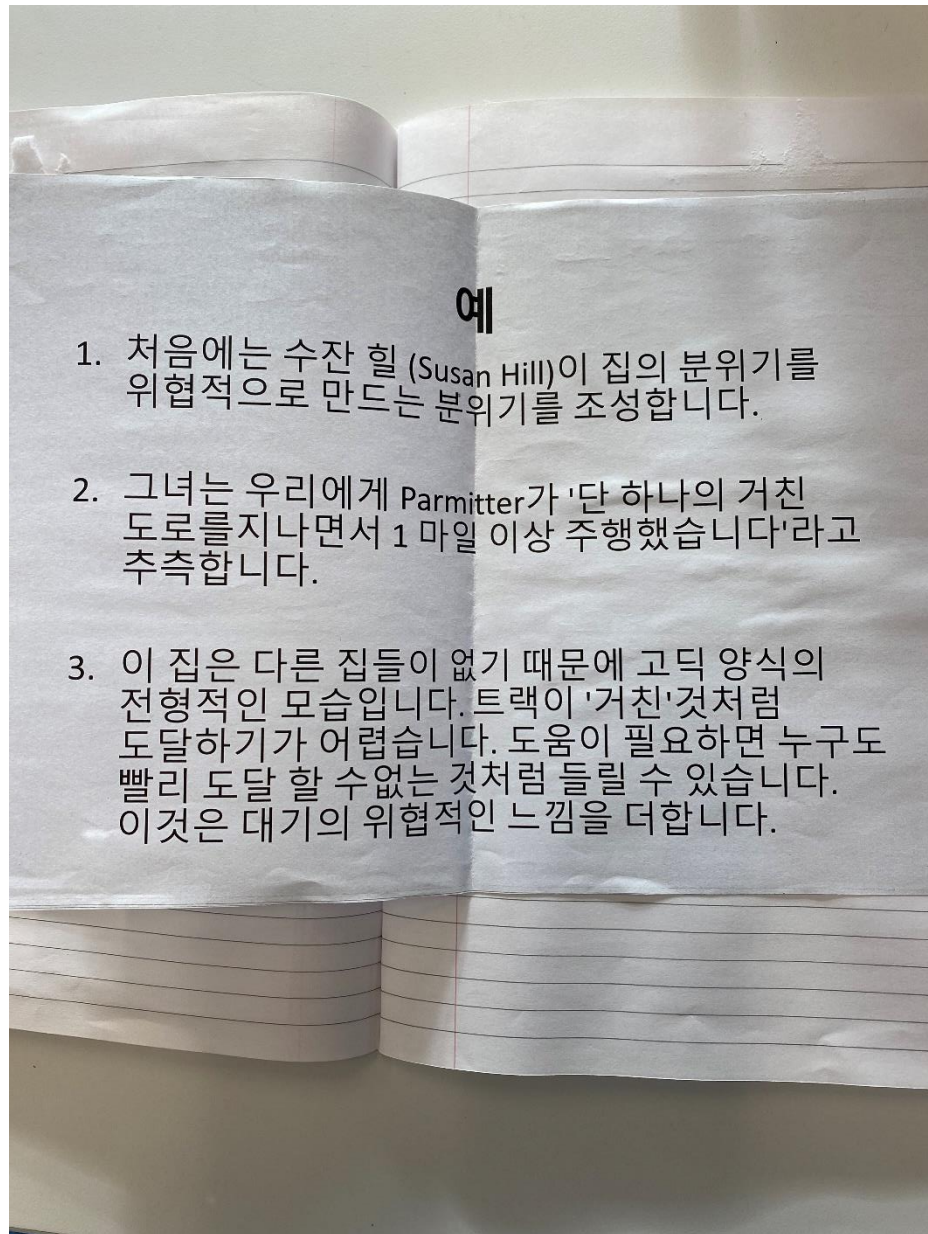 예
1. 처음에는 수잔 힐 (Susan Hill)이 집의 분위기를
위협적으로 만드는 분위기를 조성합니다.
2. 그녀는 우리에게 Parmitter가 '단 하나의 거친
도로를지나면서 1 마일 이상 주행했습니다'라고
추측합니다.
3. 이 집은 다른 집들이 없기 때문에 고딕 양식의
전형적인 모습입니다. 트랙이 '거친'것처럼
도달하기가 어렵습니다. 도움이 필요하면 누구도
빨리 도달 할 수없는 것처럼 들릴 수 있습니다.
이것은 대기의 위협적인 느낌을 더합니다.